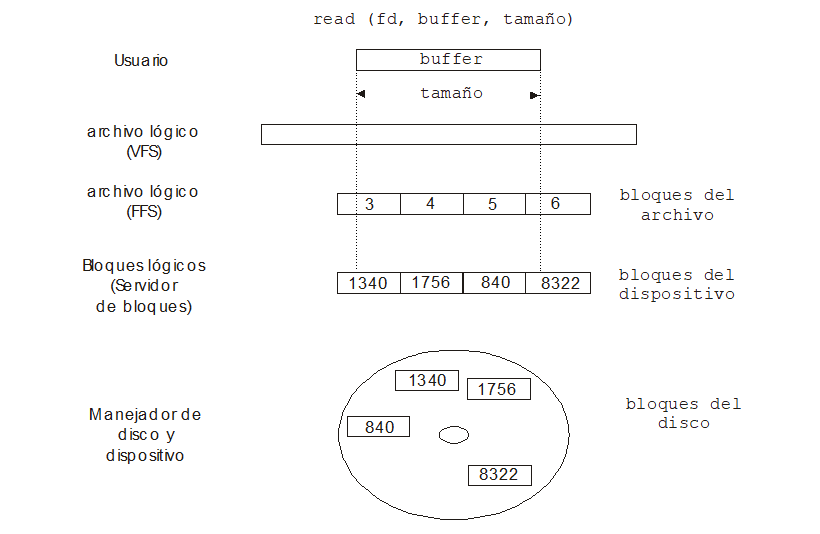 read (fd, buffer, tamaño)
Usuario
buffer
tamaño
archivo lógico
(VFS)
archivo lógico
(FFS)
3 4 5 6
bloques del
archivo
Bloques lógicos
(Servidor
de bloques)
1340 1756 840 8322
bloques del
dispositivo
Manejador de
disco y
dispositivo
1340
1756
840
8322
bloques del
disco